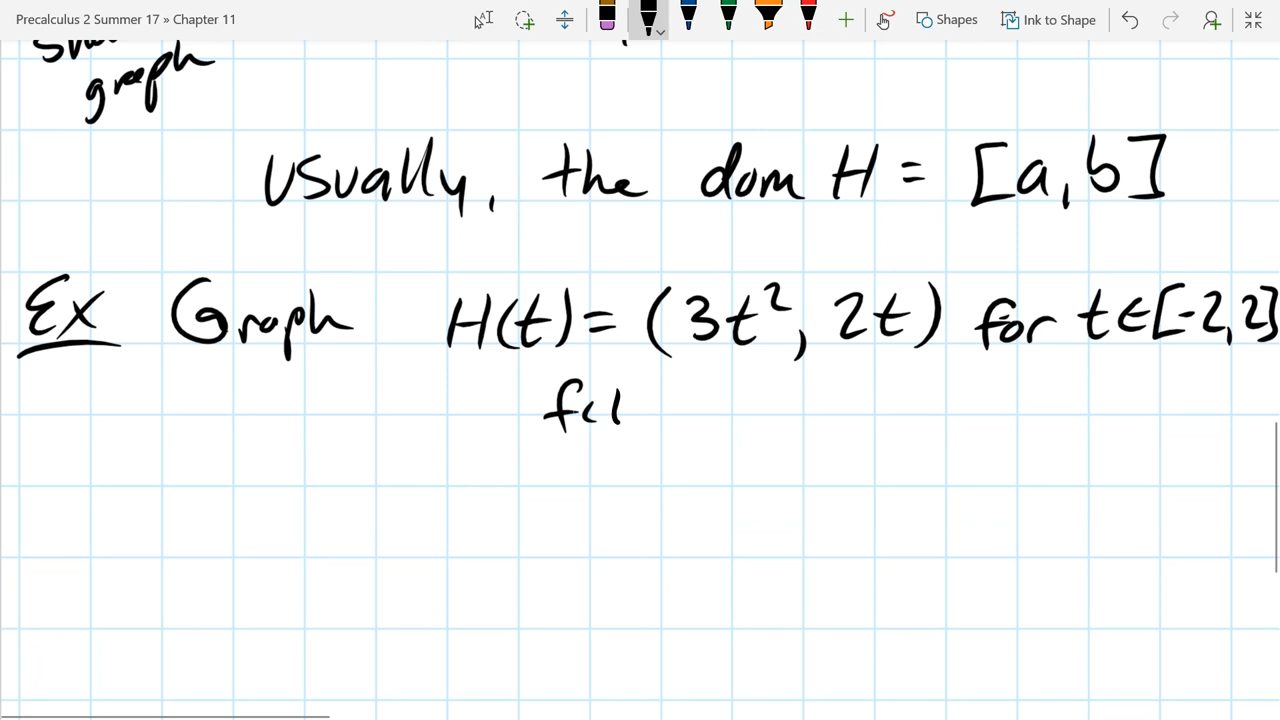 Precalculus 2 Summer 17 » Chapter 11
Shapes
Ink to Shape
graph
Usually, the dom H = [a, b]
Ex Graph H(t) = (3t², 2t) for t∈[-2, 2]